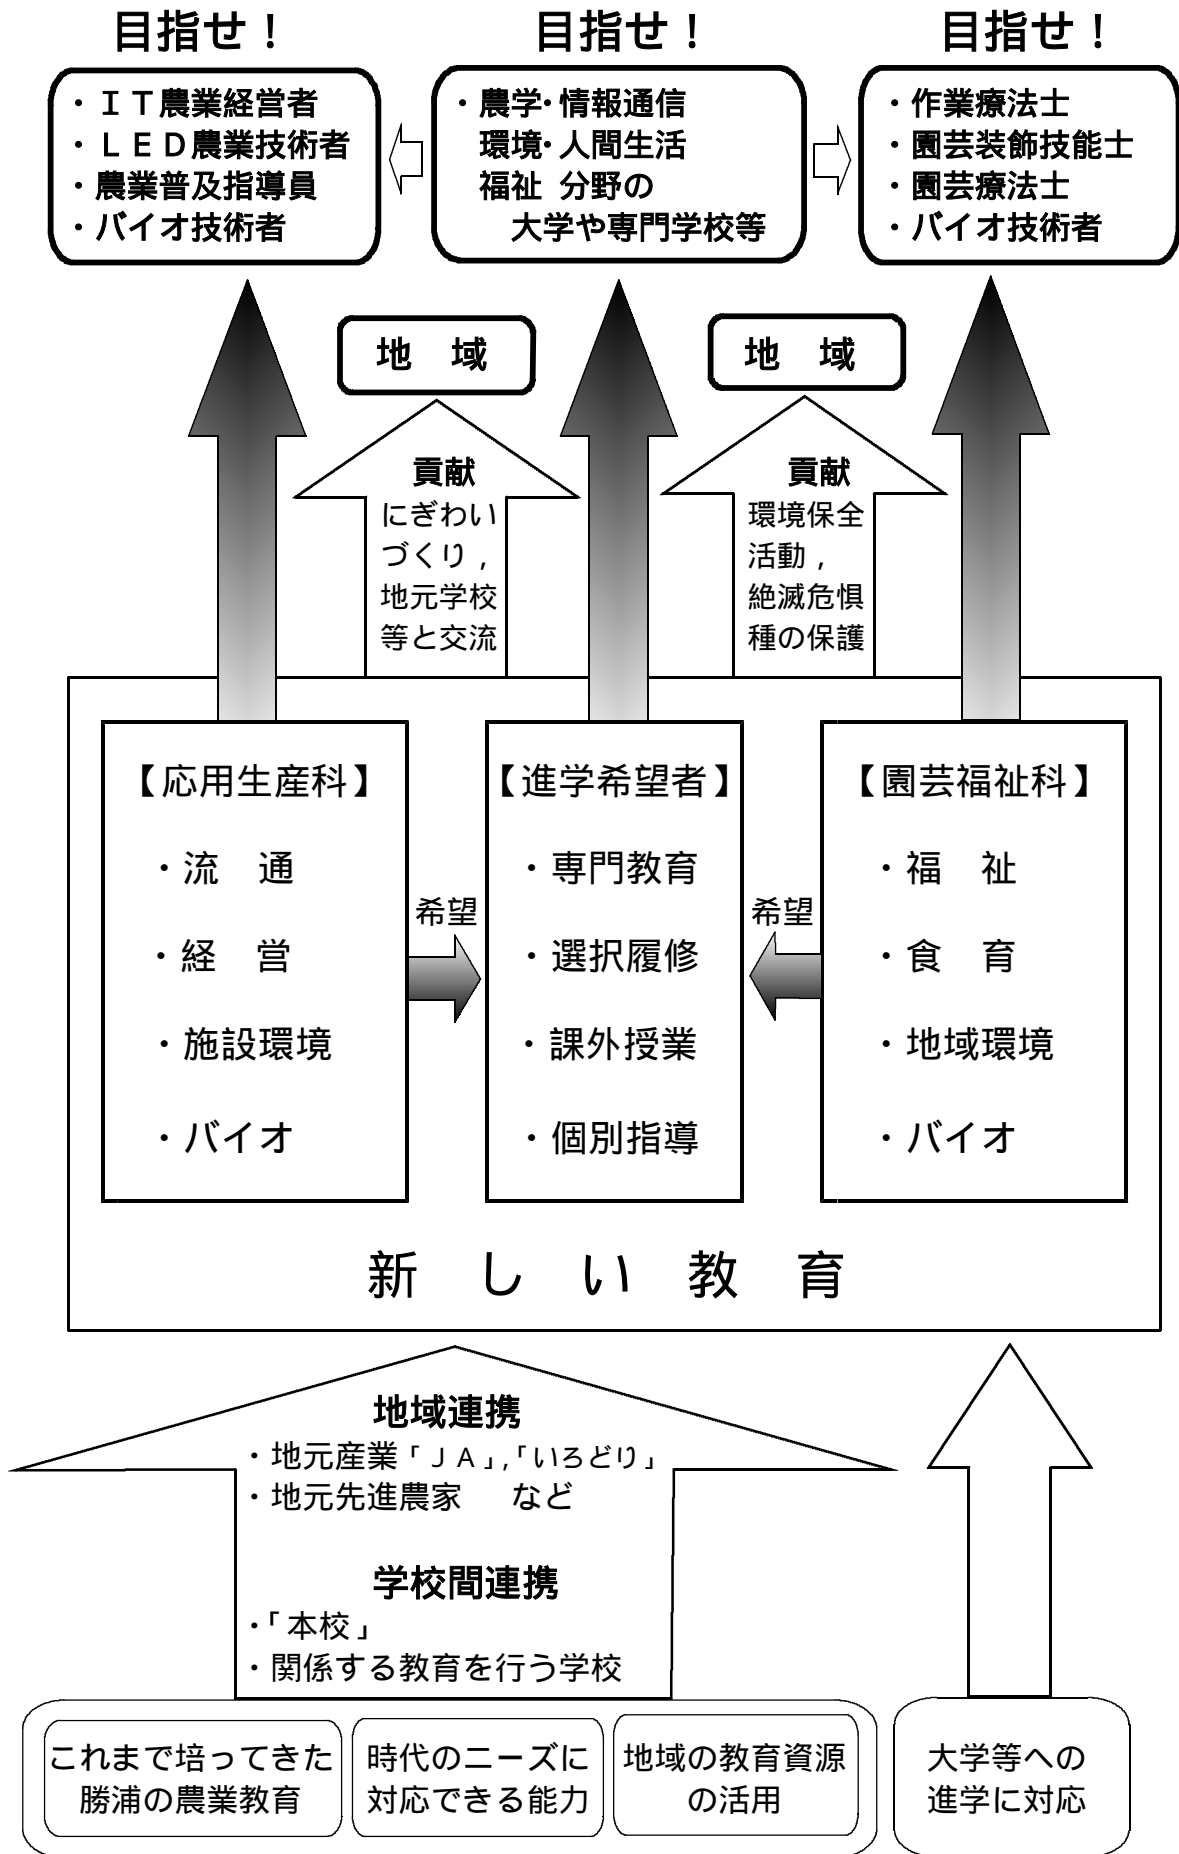 目指せ！
目指せ！
目指せ！
・ＩＴ農業経営者
・ＬＥＤ農業技術者
・農業普及指導員
・バイオ技術者
・農学・情報通信
環境・人間生活
福祉 分野の
大学や専門学校等
・作業療法士
・園芸装飾技能士
・園芸療法士
・バイオ技術者
地　域
地　域
貢献
にぎわい
づくり，
地元学校
等と交流
貢献
環境保全
活動，
絶滅危惧
種の保護
【応用生産科】
・流　通
・経　営
・施設環境
・バイオ
希望
【進学希望者】
・専門教育
・選択履修
・課外授業
・個別指導
希望
【園芸福祉科】
・福　祉
・食　育
・地域環境
・バイオ
新　し　い　教　育
地域連携
・地元産業「ＪＡ」，「いろどり」
・地元先進農家　など
学校間連携
・「本校」
・関係する教育を行う学校
これまで培ってきた
勝浦の農業教育
時代のニーズに
対応できる能力
地域の教育資源
の活用
大学等への
進学に対応